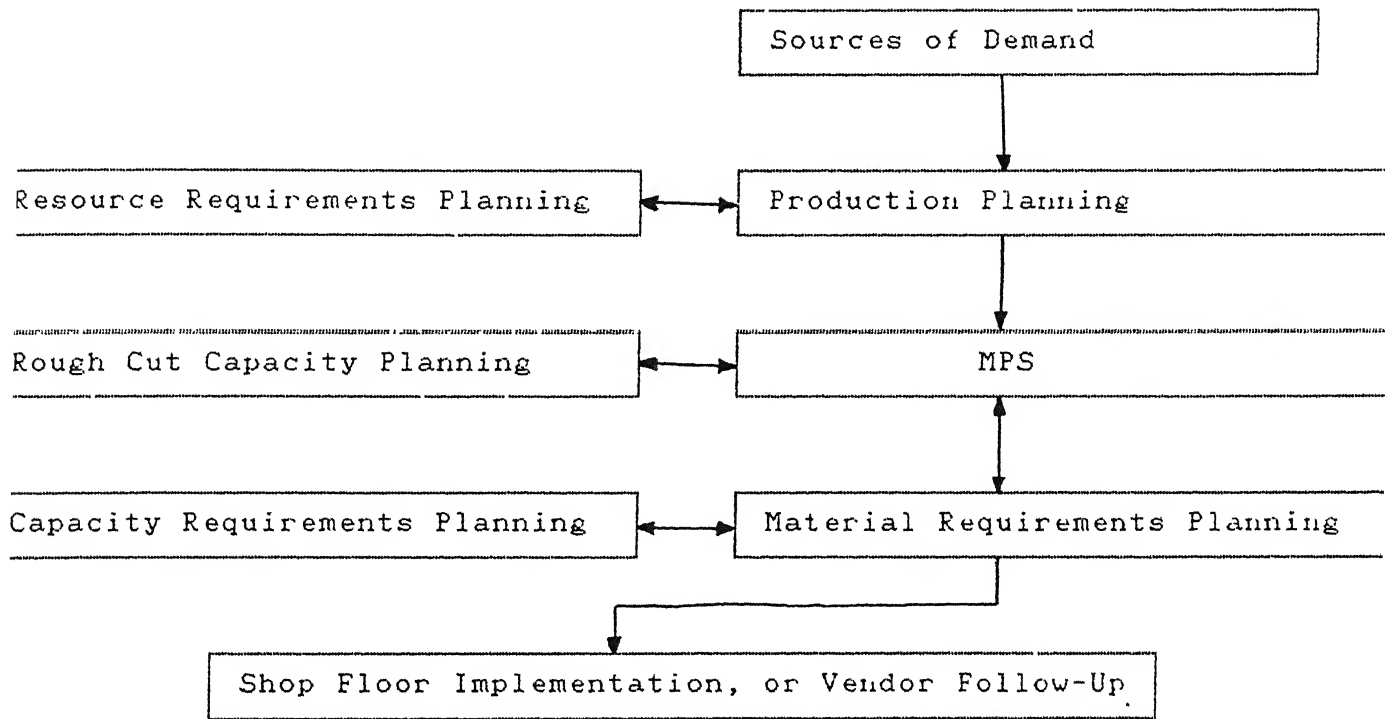 Sources of Demand
Resource Requirements Planning
Production Planning
Rough Cut Capacity Planning
MPS
Capacity Requirements Planning
Material Requirements Planning
Shop Floor Implementation, or Vendor Follow-Up.